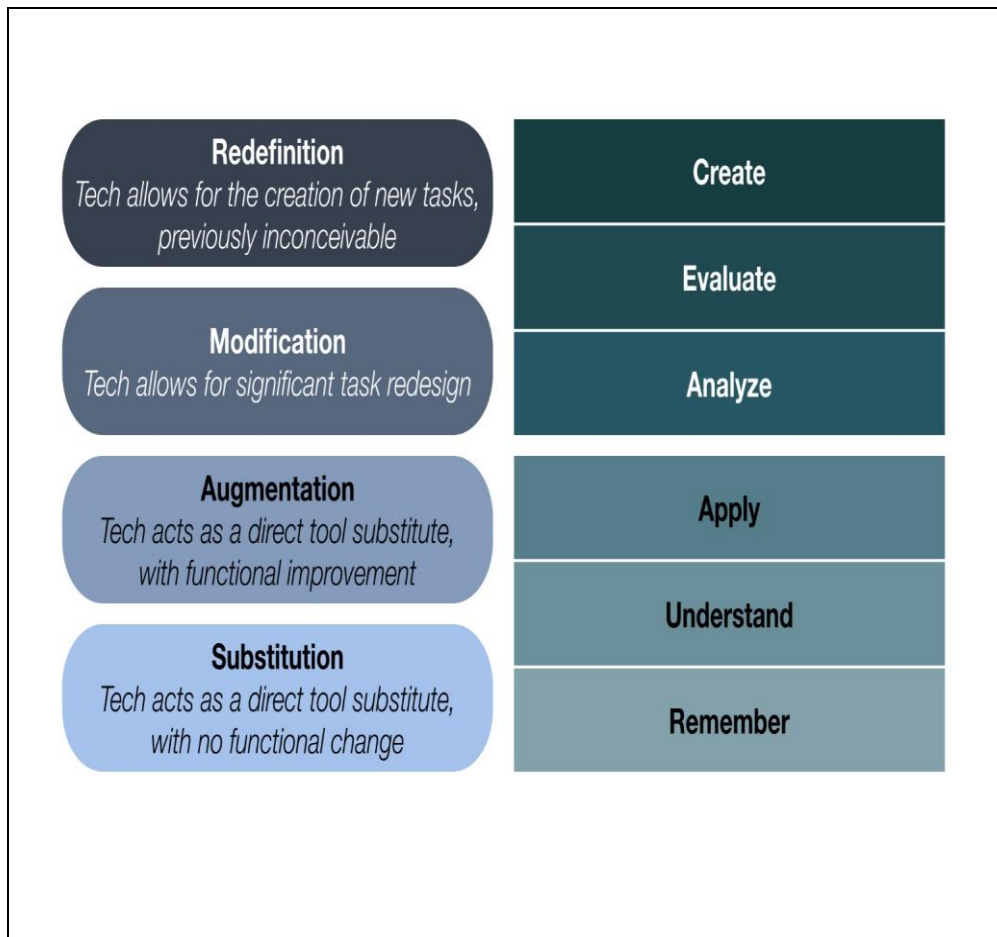 Redefinition
Tech allows for the creation of new tasks,
previously inconceivable
Modification
Tech allows for significant task redesign
Augmentation
Tech acts as a direct tool substitute,
with functional improvement
Substitution
Tech acts as a direct tool substitute,
with no functional change
Create
Evaluate
Analyze
Apply
Understand
Remember